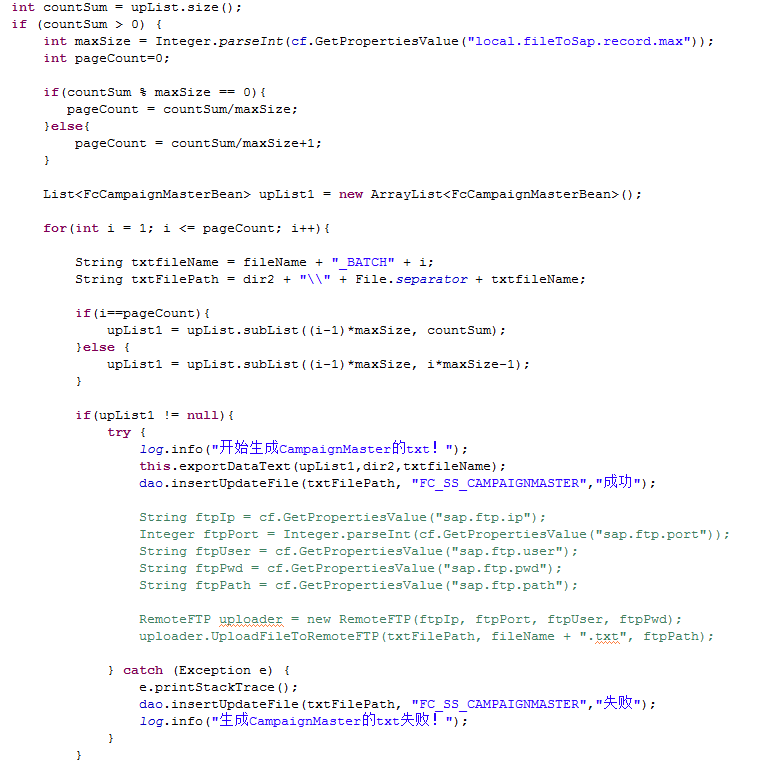 int countSum = upList.size();
if (countSum > 0) {
int maxSize = Integer.parseInt(cf.GetPropertiesValue("local.fileToSap.record.max"));
int pageCount=0;
if(countSum % maxSize == 0){
pageCount = countSum/maxSize;
}else{
pageCount = countSum/maxSize+1;
}
List<FcCampaignMasterBean> upList1 = new ArrayList<FcCampaignMasterBean>();
for(int i = 1; i <= pageCount; i++){
String txtfileName = fileName + "_BATCH" + i;
String txtFilePath = dir2 + "\\" + File.separator + txtfileName;
if(i==pageCount){
upList1 = upList.subList((i-1)*maxSize, countSum);
}else {
upList1 = upList.subList((i-1)*maxSize, i*maxSize-1);
}
if(upList1 != null){
try {
log.info("开始生成CampaignMaster的txt! ");
this.exportDataText(upList1,dir2,txtfileName);
dao.insertUpdateFile(txtFilePath, "FC_SS_CAMPAIGNMASTER","成功");
String ftpIp = cf.GetPropertiesValue("sap.ftp.ip");
Integer ftpPort = Integer.parseInt(cf.GetPropertiesValue("sap.ftp.port"));
String ftpUser = cf.GetPropertiesValue("sap.ftp.user");
String ftpPwd = cf.GetPropertiesValue("sap.ftp.pwd");
String ftpPath = cf.GetPropertiesValue("sap.ftp.path");
RemoteFTP uploader = new RemoteFTP(ftpIp, ftpPort, ftpUser, ftpPwd);
uploader.UploadFileToRemoteFTP(txtFilePath, fileName + ".txt", ftpPath);
} catch (Exception e) {
e.printStackTrace();
dao.insertUpdateFile(txtFilePath, "FC_SS_CAMPAIGNMASTER","失败");
log.info("生成CampaignMaster的txt失败! ");
}
}